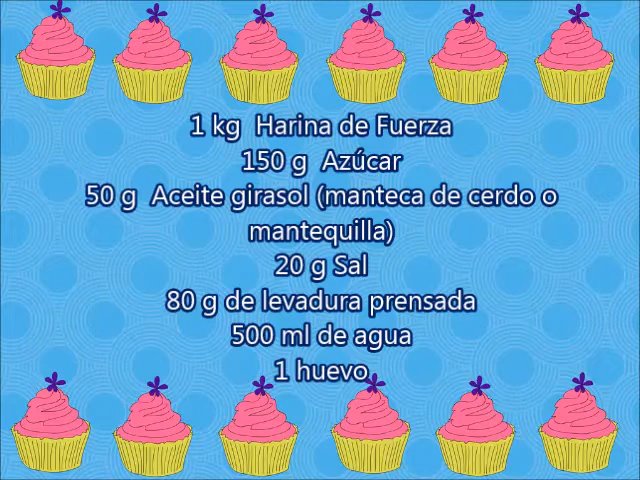 1 kg  Harina de Fuerza
150 g  Azúcar
50 g  Aceite girasol (manteca de cerdo o
mantequilla)
20 g Sal
80 g de levadura prensada
500 ml de agua
1 huevo